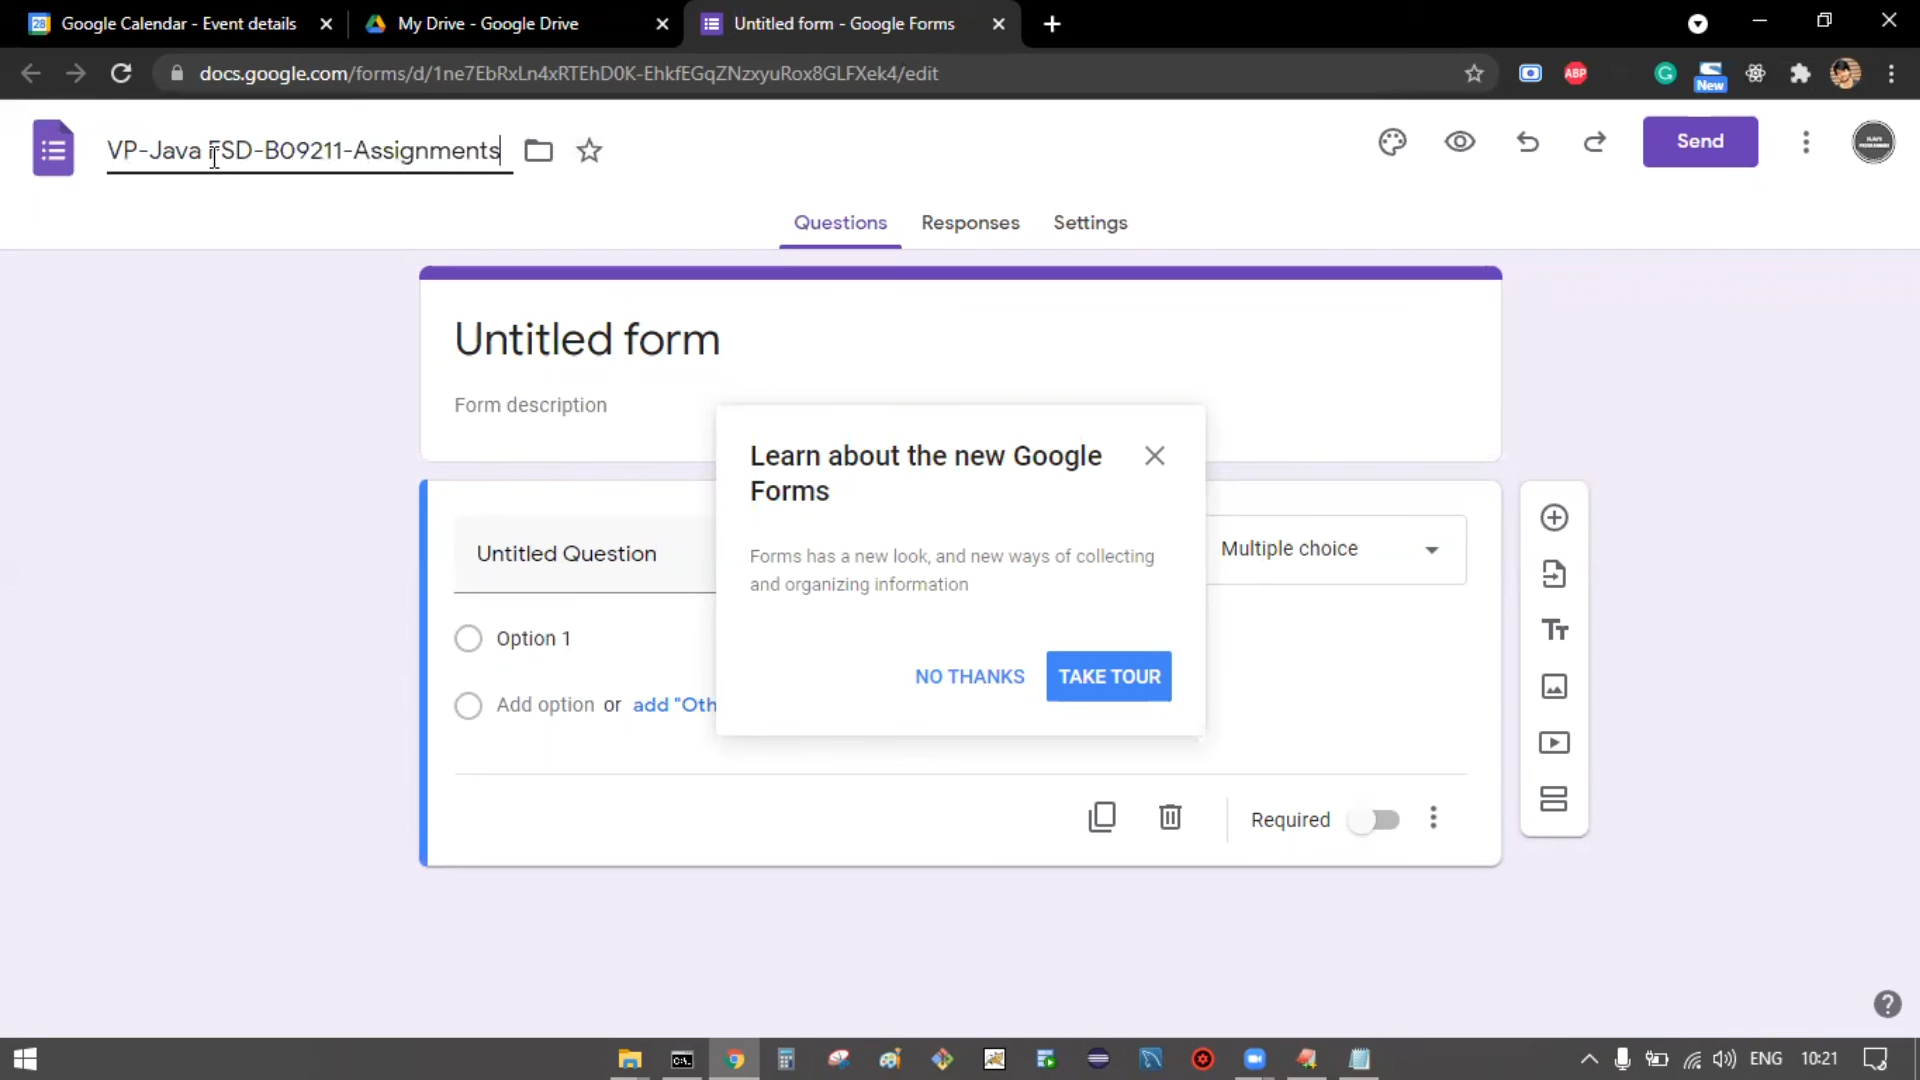 Google Calendar - Event details
My Drive - Google Drive
Untitled form - Google Forms
docs.google.com/forms/d/1ne7EbRxLn4xRTEhD0K-EhkfEGqZNzxyuRox8GLFXek4/edit
ABP
New
VP-Java FSD-B09211-Assignments
Send
Questions Responses Settings
Untitled form
Form description
Learn about the new Google
Forms
Forms has a new look, and new ways of collecting
and organizing information
NO THANKS TAKE TOUR
Untitled Question
Multiple choice
Option 1
Add option or add "Oth
Required
ENG 10:21